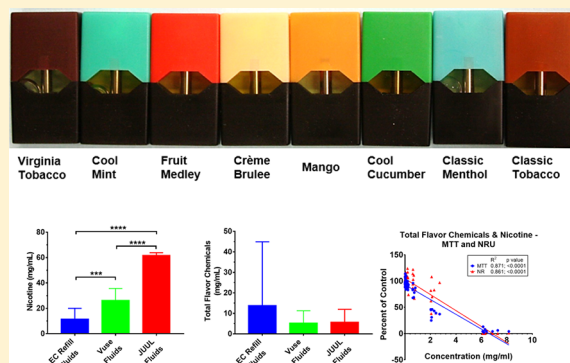 Virginia
Tobacco
Cool
Mint
Fruit
Medley
Crème
Brulee
Mango
Cool
Cucumber
Classic
Menthol
Classic
Tobacco
Nicotine (mg/mL)
80
60
40
20
0
****
****
***
EC Refill
Fluids
Vuse
Fluids
JUUL
Fluids
Total Flavor Chemicals
(mg/mL)
50
40
30
20
10
0
EC Refill
Fluids
Vuse
Fluids
JUUL
Fluids
Total Flavor Chemicals & Nicotine -
MTT and NRU
R² p value
MTT 0.871; <0.0001
NR 0.861; <0.0001
Percent of Control
150
100
50
0
-50
2 4 6 8 10
Concentration (mg/ml)